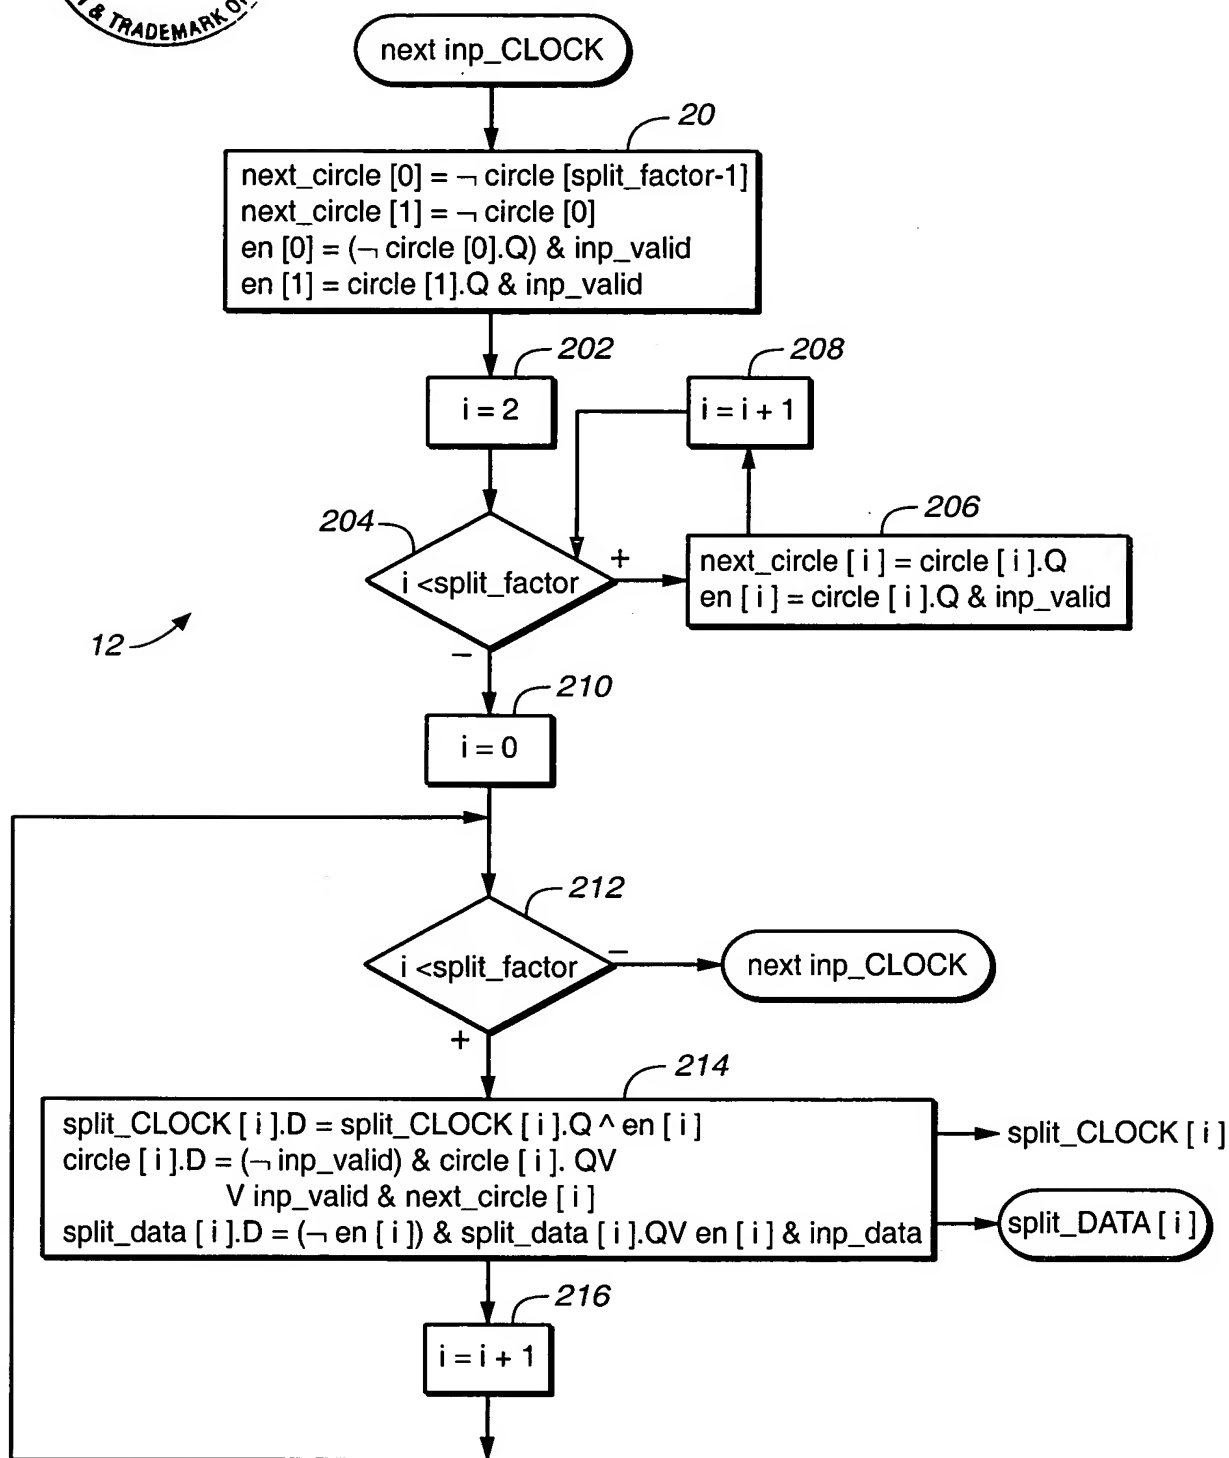 & TRADEMARK
next inp_CLOCK
20
next_circle [0] = ¬ circle [split_factor-1]
next_circle [1] = ¬ circle [0]
en [0] = (¬ circle [0].Q) & inp_valid
en [1] = circle [1].Q & inp_valid
202
208
i = 2
i = i + 1
204
206
i <split_factor
+
next_circle [ i ] = circle [ i ].Q
en [ i ] = circle [ i ].Q & inp_valid
12
–
210
i = 0
212
i <split_factor
–
next inp_CLOCK
+
214
split_CLOCK [ i ].D = split_CLOCK [ i ].Q ^ en [ i ]
circle [ i ].D = (¬ inp_valid) & circle [ i ]. QV
V inp_valid & next_circle [ i ]
split_data [ i ].D = (¬ en [ i ]) & split_data [ i ].QV en [ i ] & inp_data
split_CLOCK [ i ]
split_DATA [ i ]
216
i = i + 1